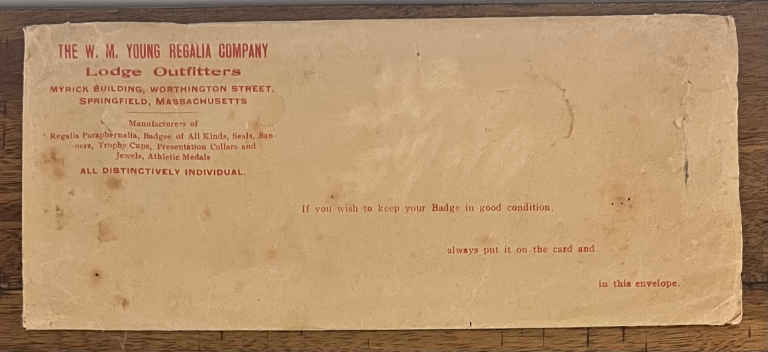 THE W. M. YOUNG REGALIA COMPANY
Lodge Outfitters
MYRICK BUILDING, WORTHINGTON STREET,
SPRINGFIELD, MASSACHUSETTS
Manufacturers of
Regalia Paraphernalia, Badges of All Kinds, Seals, Ban-
ners, Trophy Cups, Presentation Collars and
Jewels, Athletic Medals
ALL DISTINCTIVELY INDIVIDUAL.
If you wish to keep your Badge in good condition,
always put it on the card and
in this envelope.